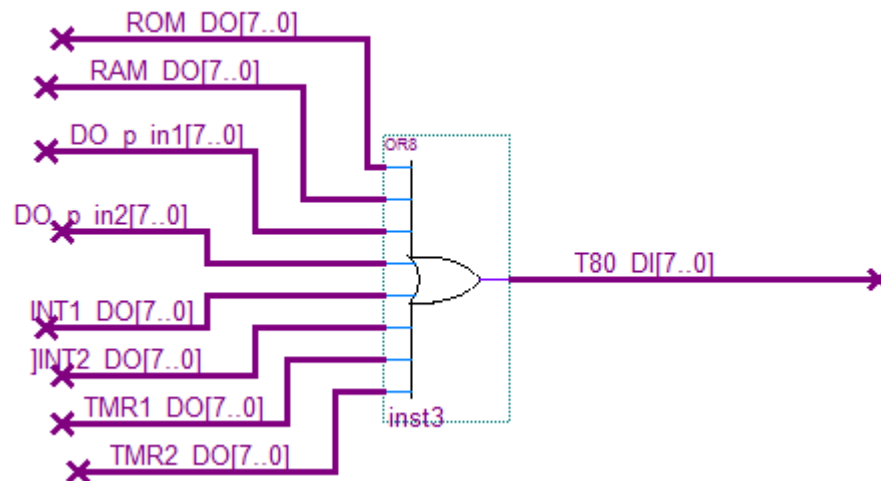 ROM_DO[7..0]
RAM_DO[7..0]
DO_p_in1[7..0]
OR8
DO_p_in2[7..0]
T80_DI[7..0]
INT1_DO[7..0]
]INT2_DO[7..0]
TMR1_DO[7..0]
inst3
TMR2_DO[7..0]